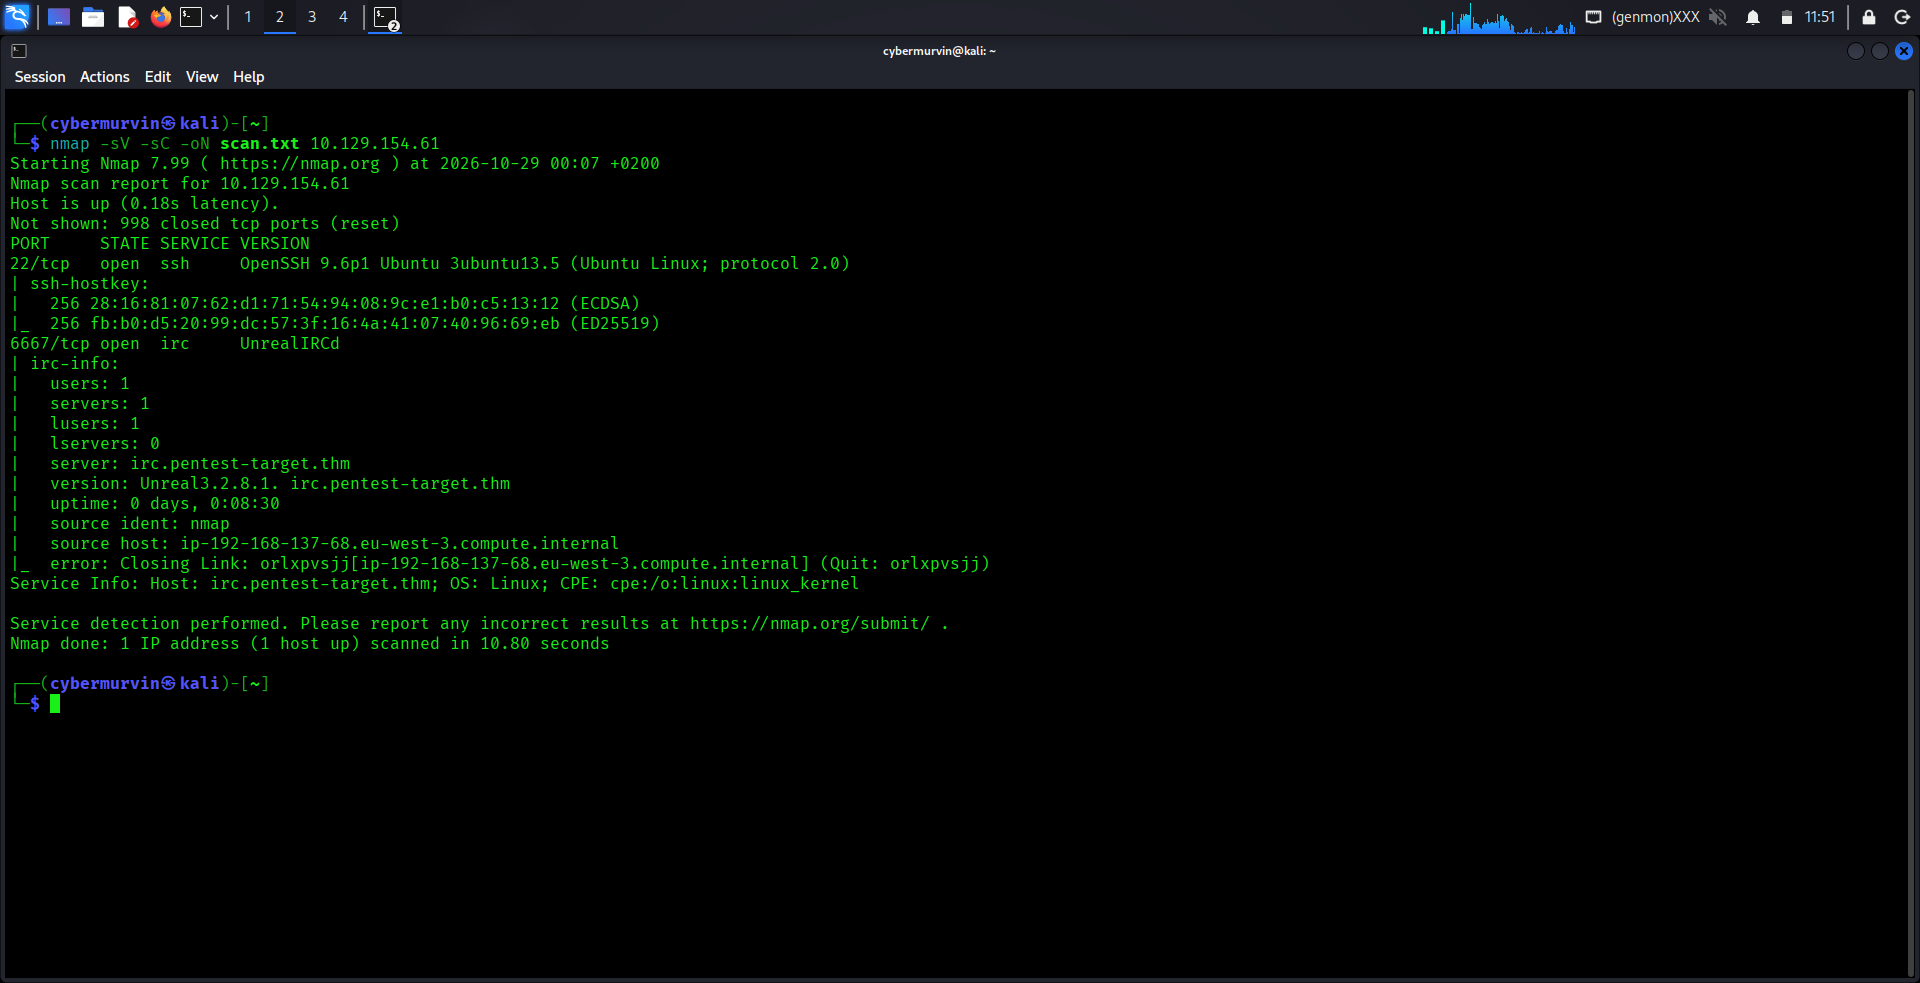 1 2 3 4 2 (genmon)XXX 11:51
cybermurvin@kali: ~
Session Actions Edit View Help
┌──(cybermurvin㉿kali)-[~]
└─$ nmap -sV -sC -oN scan.txt 10.129.154.61
Starting Nmap 7.99 ( https://nmap.org ) at 2026-10-29 00:07 +0200
Nmap scan report for 10.129.154.61
Host is up (0.18s latency).
Not shown: 998 closed tcp ports (reset)
PORT     STATE SERVICE VERSION
22/tcp   open  ssh     OpenSSH 9.6p1 Ubuntu 3ubuntu13.5 (Ubuntu Linux; protocol 2.0)
| ssh-hostkey:
|   256 28:16:81:07:62:d1:71:54:94:08:9c:e1:b0:c5:13:12 (ECDSA)
|_  256 fb:b0:d5:20:99:dc:57:3f:16:4a:41:07:40:96:69:eb (ED25519)
6667/tcp open  irc     UnrealIRCd
| irc-info:
|   users: 1
|   servers: 1
|   lusers: 1
|   lservers: 0
|   server: irc.pentest-target.thm
|   version: Unreal3.2.8.1. irc.pentest-target.thm
|   uptime: 0 days, 0:08:30
|   source ident: nmap
|   source host: ip-192-168-137-68.eu-west-3.compute.internal
|_  error: Closing Link: orlxpvsjj[ip-192-168-137-68.eu-west-3.compute.internal] (Quit: orlxpvsjj)
Service Info: Host: irc.pentest-target.thm; OS: Linux; CPE: cpe:/o:linux:linux_kernel
Service detection performed. Please report any incorrect results at https://nmap.org/submit/ .
Nmap done: 1 IP address (1 host up) scanned in 10.80 seconds
┌──(cybermurvin㉿kali)-[~]
└─$